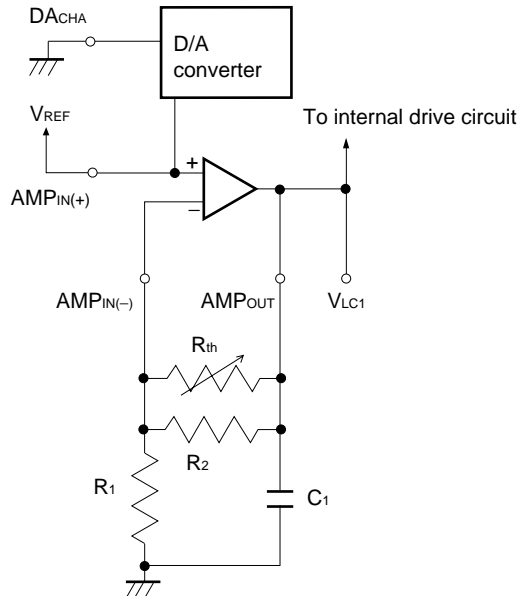 DACHA
D/A
converter
VREF
To internal drive circuit
+
AMPIN(+)
−
AMPIN(−)
AMPOUT
VLC1
Rth
R2
R1
C1